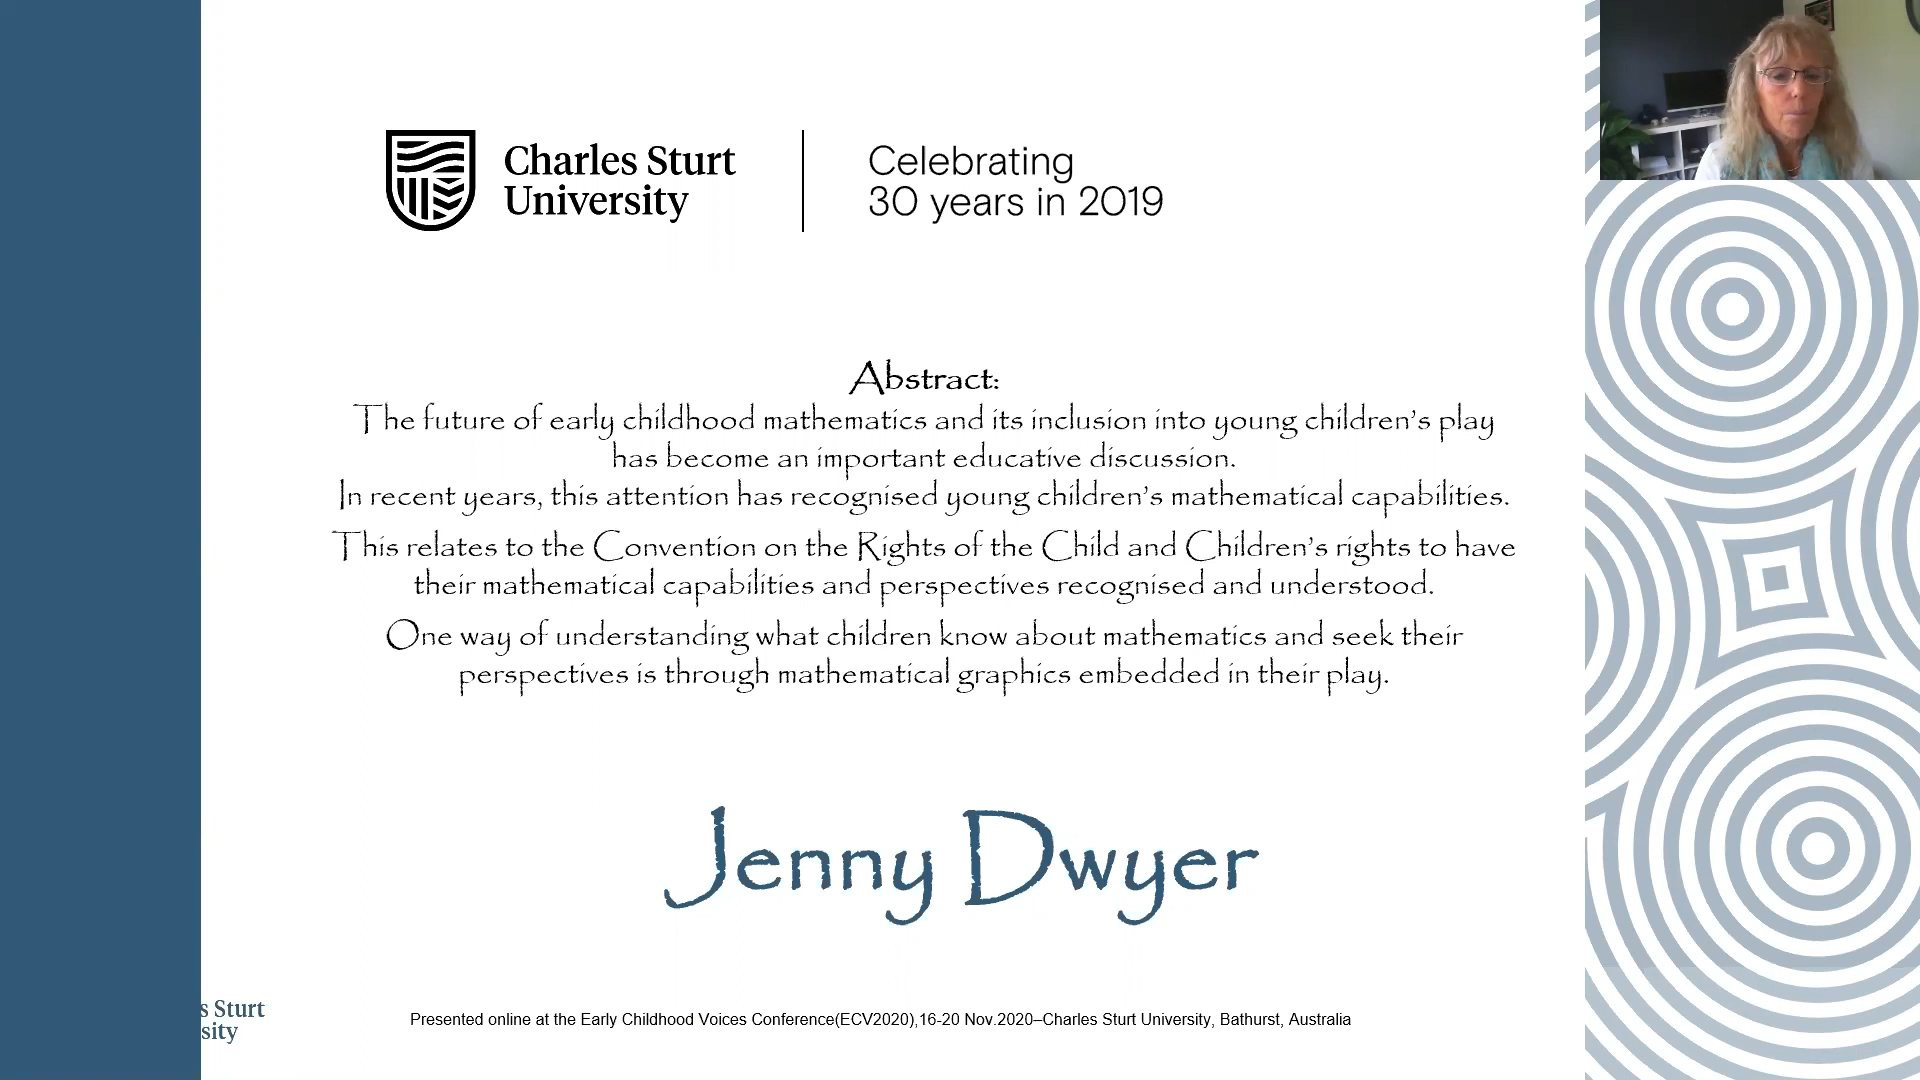 Charles Sturt
University
Celebrating
30 years in 2019
Abstract:
The future of early childhood mathematics and its inclusion into young children's play
has become an important educative discussion.
In recent years, this attention has recognised young children's mathematical capabilities.
This relates to the Convention on the Rights of the Child and Children's rights to have
their mathematical capabilities and perspectives recognised and understood.
One way of understanding what children know about mathematics and seek their
perspectives is through mathematical graphics embedded in their play.
Jenny Dwyer
s Sturt
sity
Presented online at the Early Childhood Voices Conference(ECV2020),16-20 Nov.2020–Charles Sturt University, Bathurst, Australia